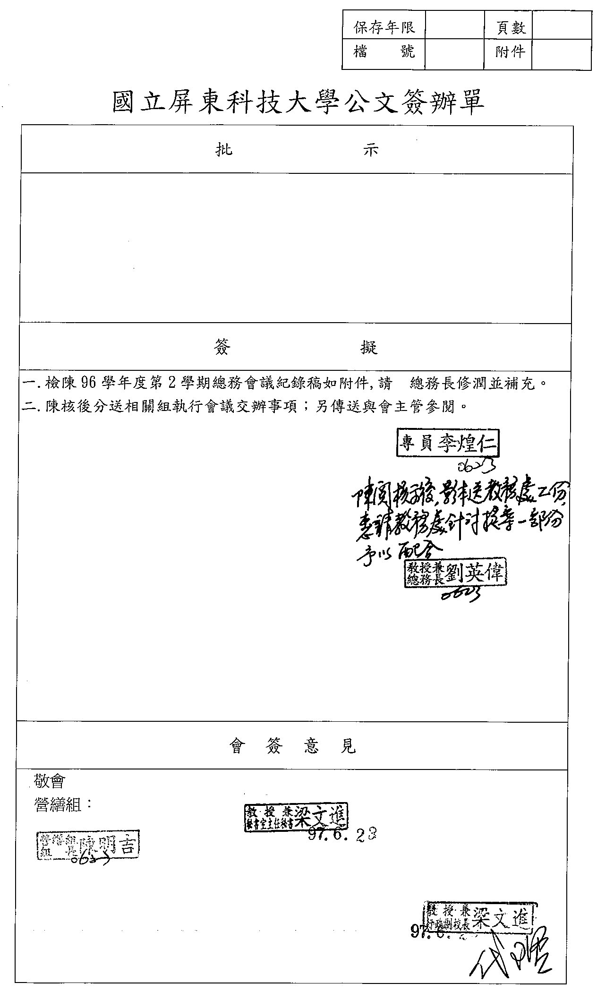 保存年限 頁數
檔 號 附件
國立屏東科技大學公文簽辦單
批 示
簽 擬
一.檢陳96學年度第2學期總務會議紀錄稿如附件,請 總務長修潤並補充。
二.陳核後分送相關組執行會議交辦事項；另傳送與會主管參閱。
專員李煌仁
0623
陳閱核示後,影本送教務處乙份,
惠請教務處針對提案一部份
予以配合
教授兼
總務長劉英偉
0623
會簽意見
敬會
營繕組：
教授兼
秘書室主任秘書梁文進
97.6.23
營繕組
組長陳明吉
0623
教授兼
行政副校長梁文進
97.6.
代